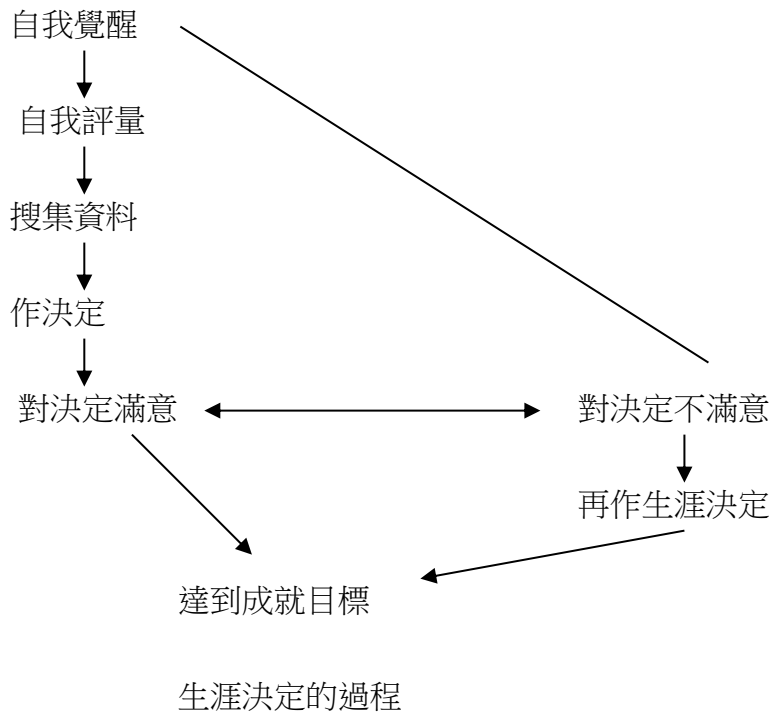 自我覺醒
自我評量
搜集資料
作決定
對決定滿意
對決定不滿意
再作生涯決定
達到成就目標
生涯決定的過程